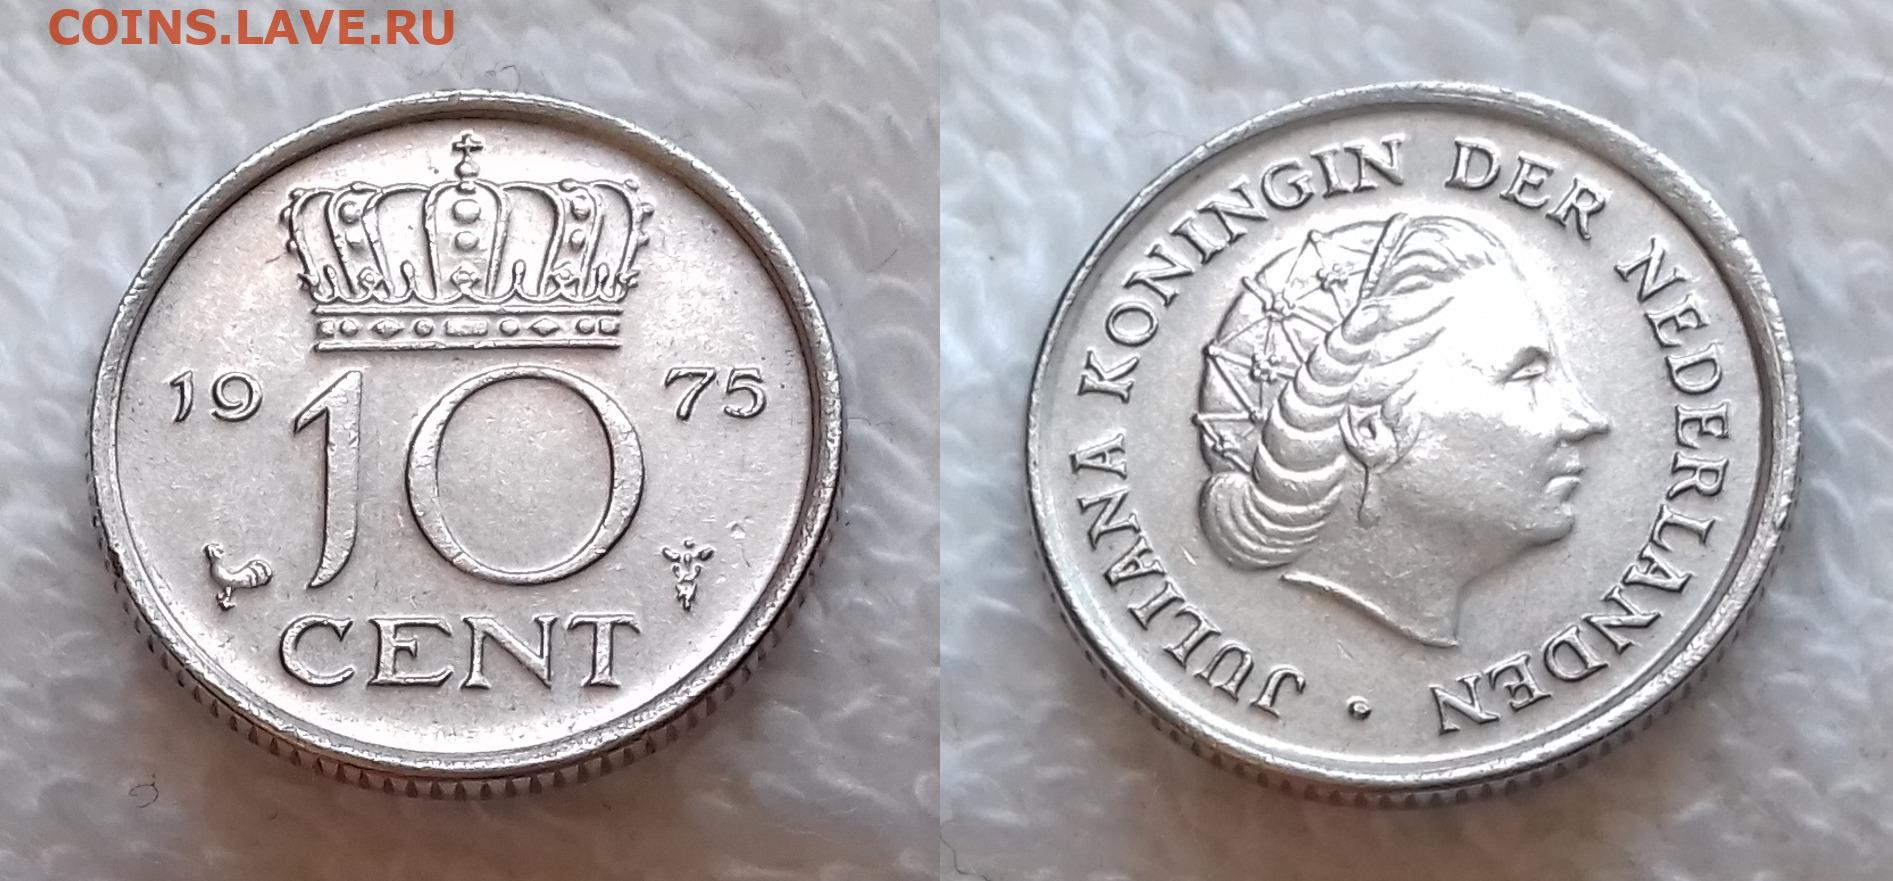 COINS.LAVE.RU
19 75
10
CENT
JULIANA KONINGIN DER NEDERLANDEN •